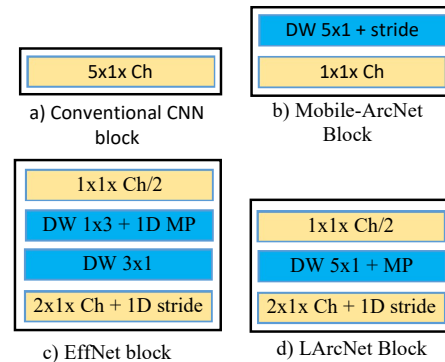 5x1x Ch
a) Conventional CNN
block
DW 5x1 + stride
1x1x Ch
b) Mobile-ArcNet
Block
1x1x Ch/2
DW 1x3 + 1D MP
DW 3x1
2x1x Ch + 1D stride
c) EffNet block
1x1x Ch/2
DW 5x1 + MP
2x1x Ch + 1D stride
d) LArcNet Block